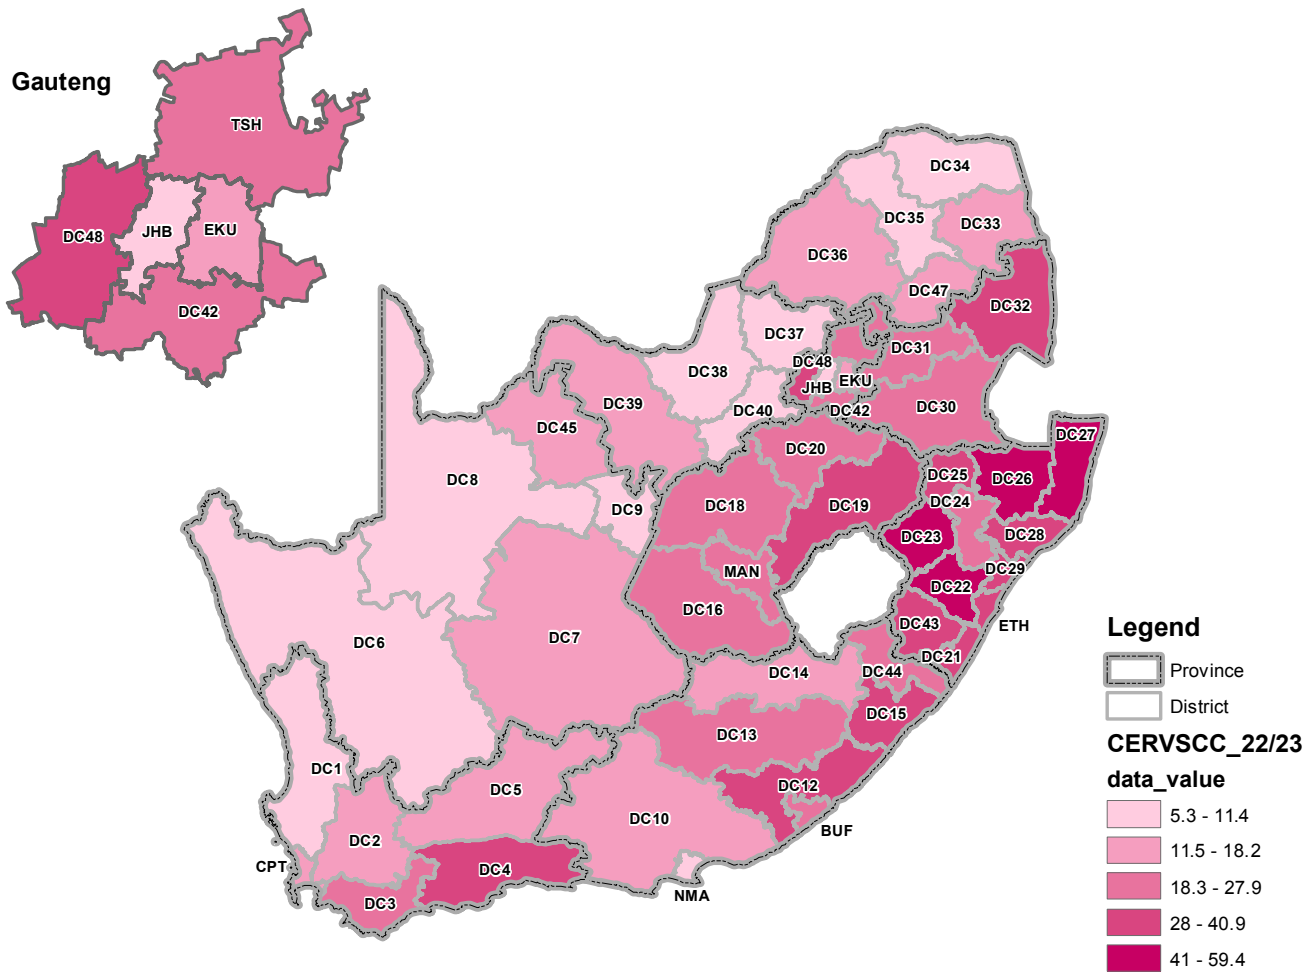 Gauteng
TSH
DC48
JHB
EKU
DC42
DC34
DC35
DC33
DC36
DC47
DC32
DC37
DC31
DC48
DC38
JHB
EKU
DC40
DC42
DC30
DC39
DC45
DC27
DC20
DC8
DC25
DC26
DC9
DC18
DC19
DC24
DC23
DC28
MAN
DC29
DC22
DC16
DC43
ETH
DC7
DC6
DC21
DC14
DC44
DC15
DC13
DC1
DC12
DC5
DC10
BUF
DC2
CPT
DC4
NMA
DC3
Legend
Province
District
CERVSCC_22/23
data_value
5.3 - 11.4
11.5 - 18.2
18.3 - 27.9
28 - 40.9
41 - 59.4